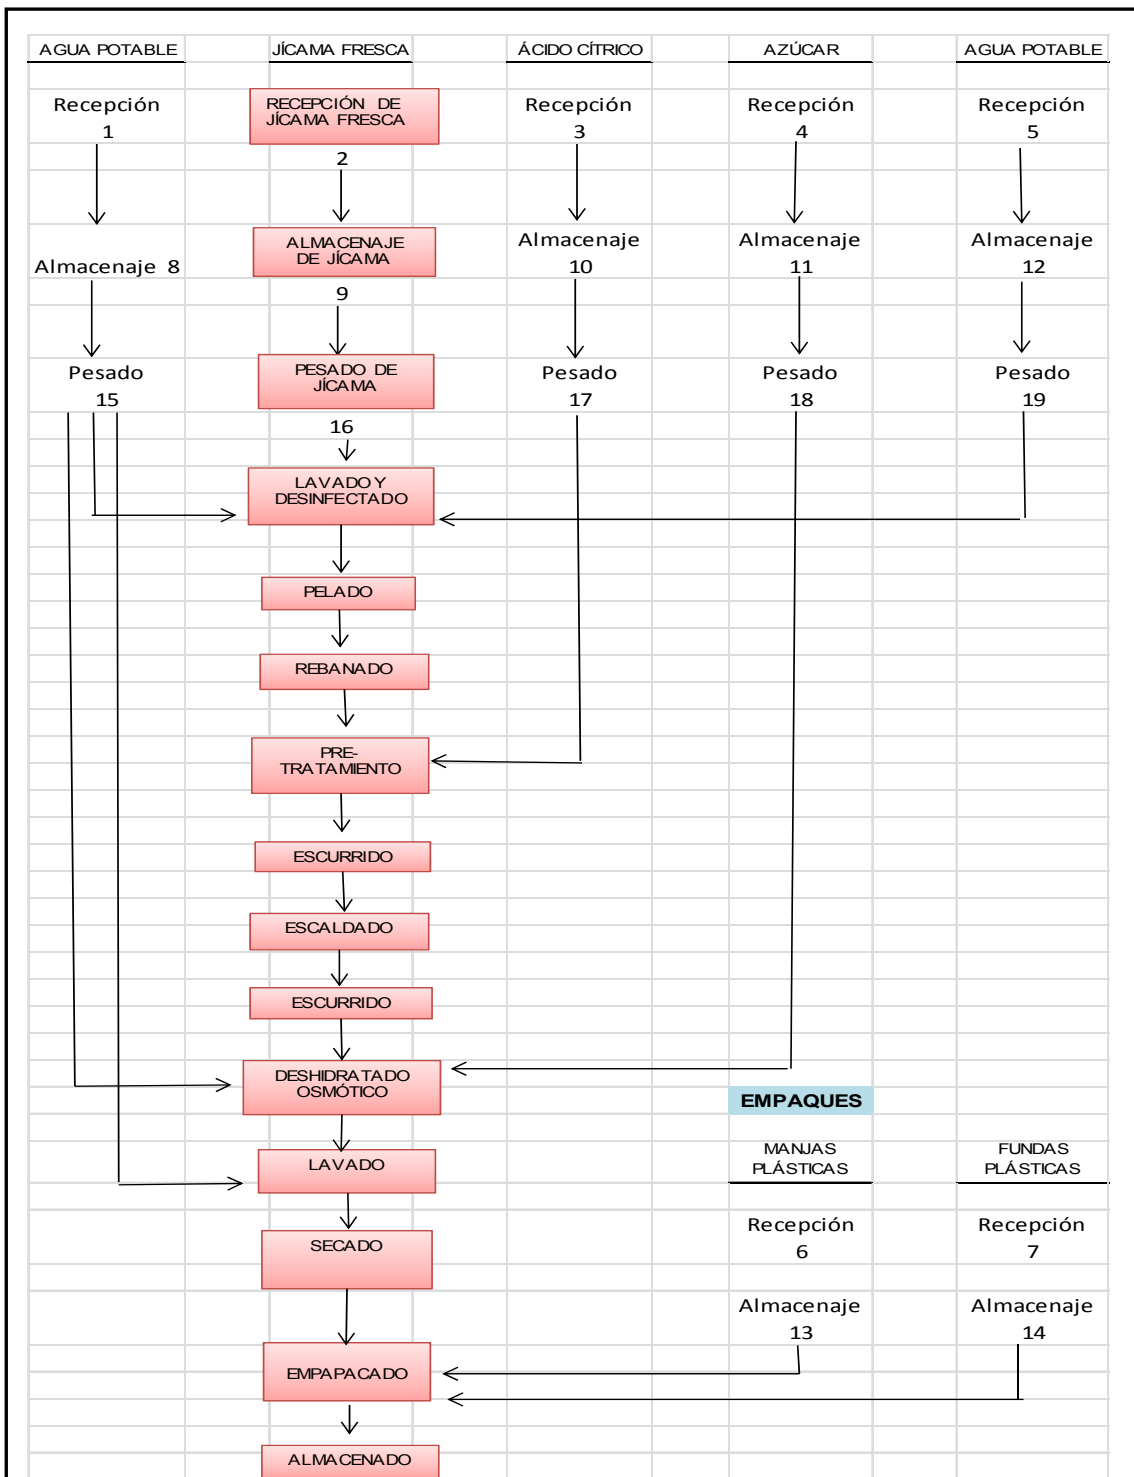 AGUA POTABLE
JÍCAMA FRESCA
ÁCIDO CÍTRICO
AZÚCAR
AGUA POTABLE
Recepción
1
RECEPCIÓN DE
JÍCAMA FRESCA
Recepción
3
Recepción
4
Recepción
5
2
Almacenaje 8
ALMACENAJE
DE JÍCAMA
Almacenaje
10
Almacenaje
11
Almacenaje
12
9
Pesado
15
PESADO DE
JÍCAMA
Pesado
17
Pesado
18
Pesado
19
16
LAVADO Y
DESINFECTADO
PELADO
REBANADO
PRE-
TRATAMIENTO
ESCURRIDO
ESCALDADO
ESCURRIDO
DESHIDRATADO
OSMÓTICO
EMPAQUES
LAVADO
MANJAS
PLÁSTICAS
FUNDAS
PLÁSTICAS
SECADO
Recepción
6
Recepción
7
Almacenaje
13
Almacenaje
14
EMPAPACADO
ALMACENADO